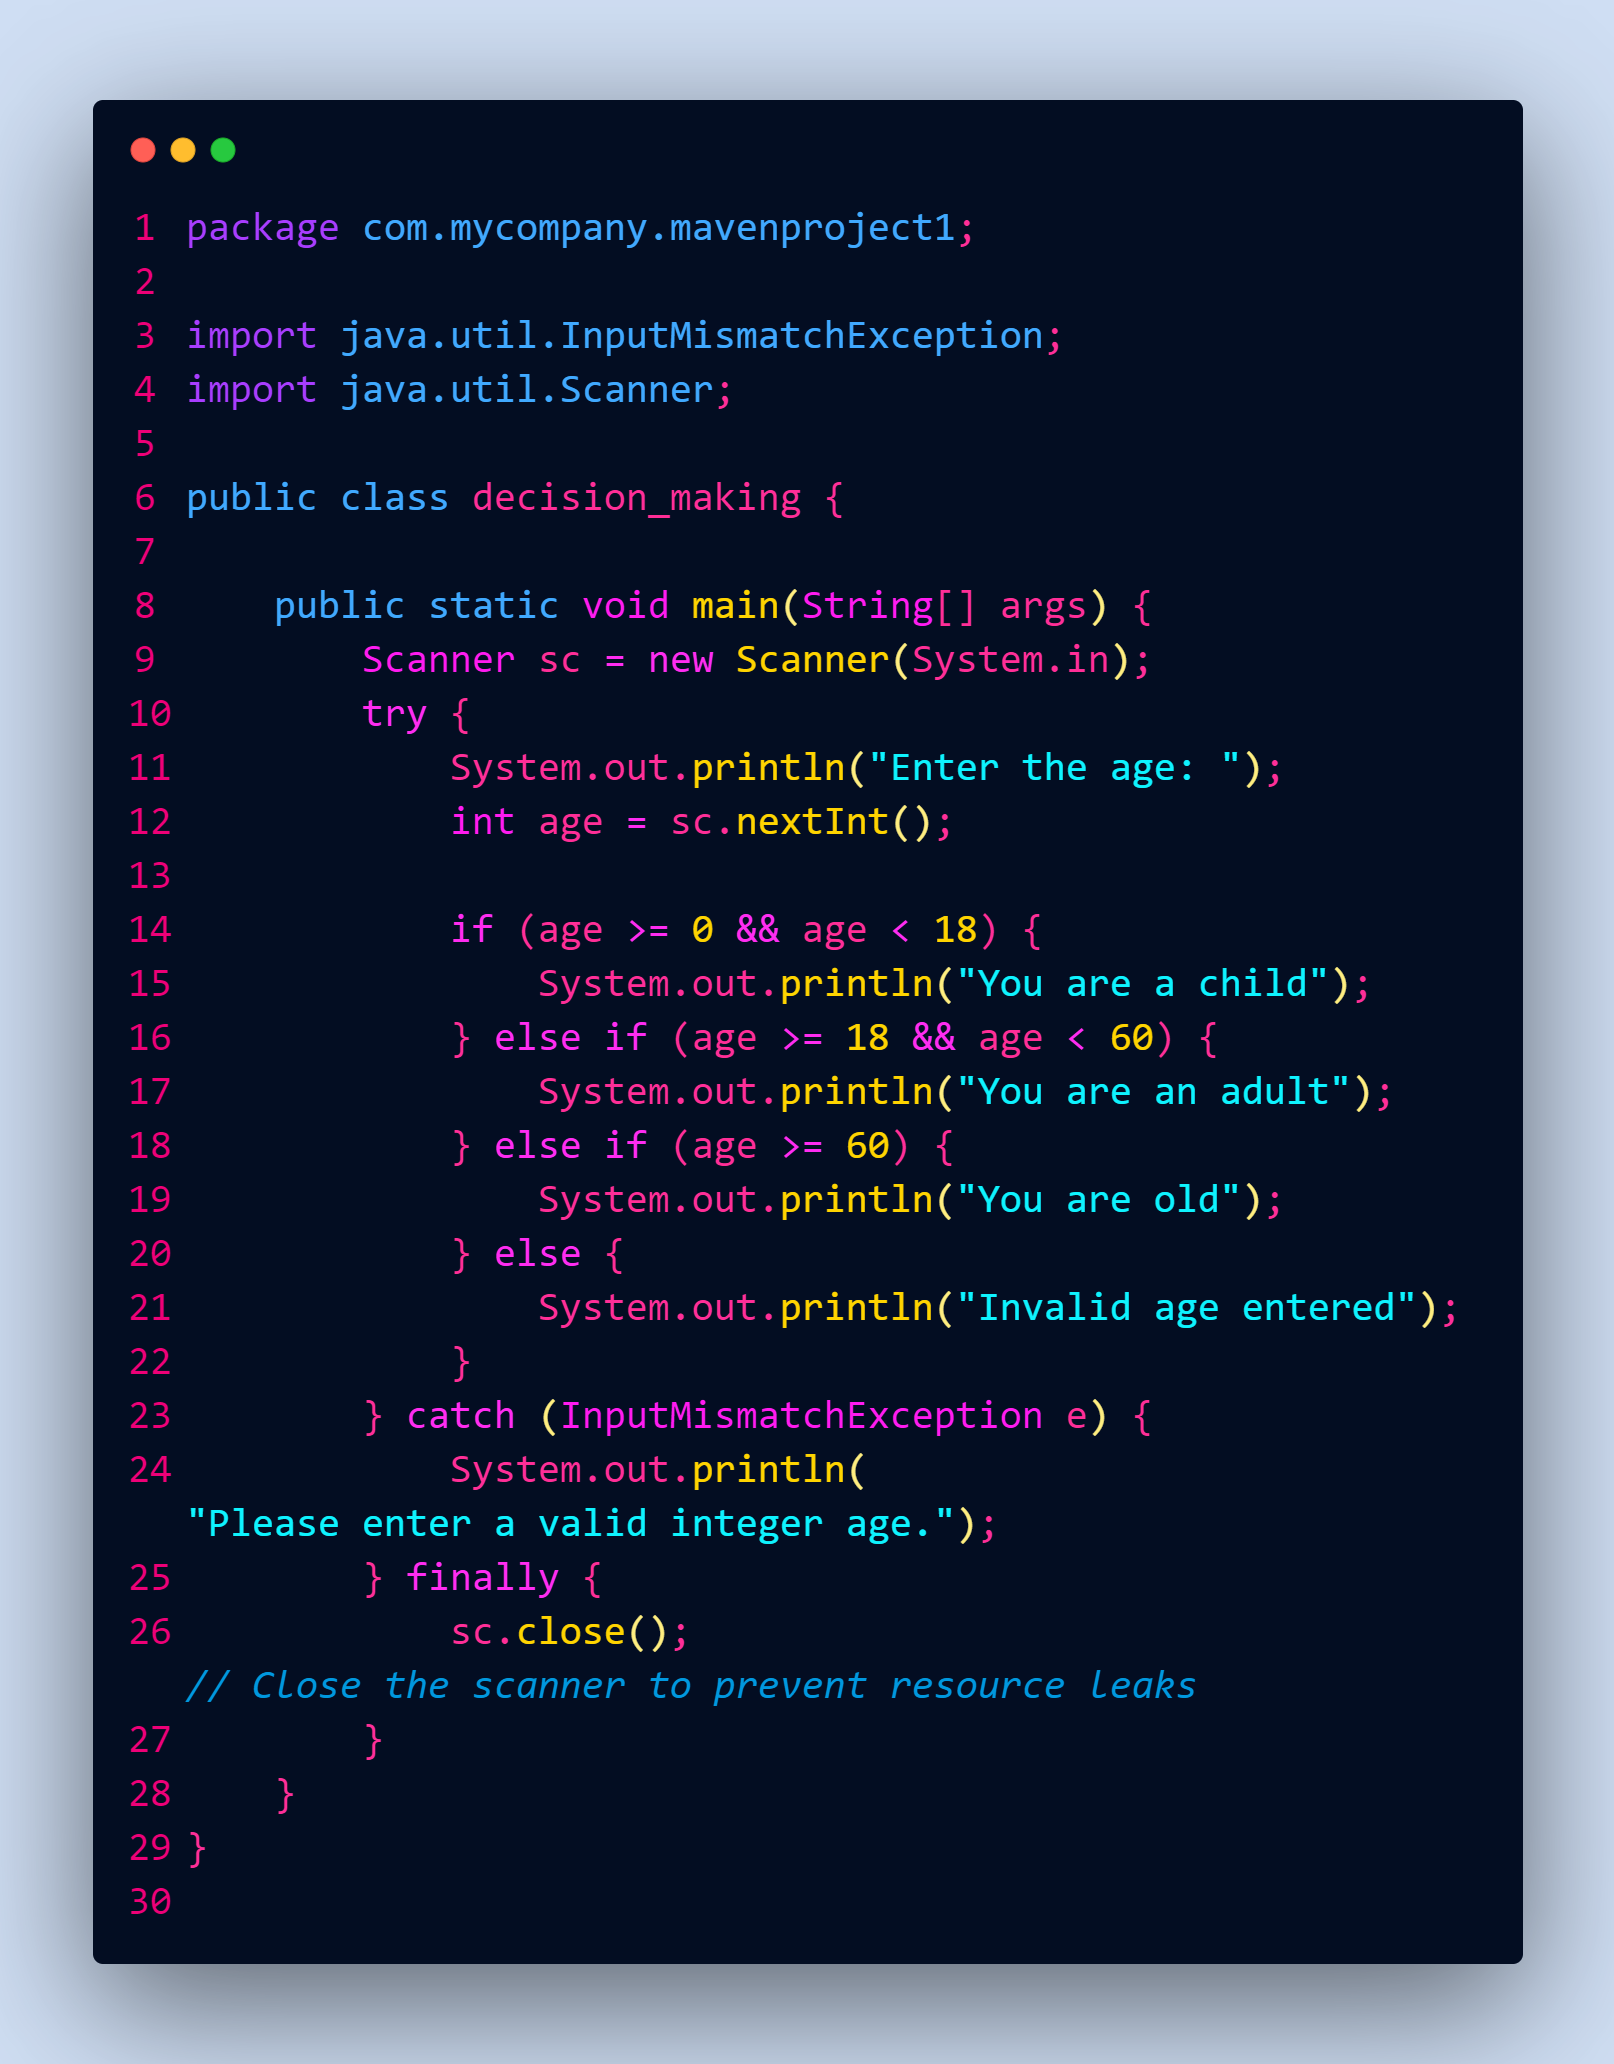 1 package com.mycompany.mavenproject1;
2
3 import java.util.InputMismatchException;
4 import java.util.Scanner;
5
6 public class decision_making {
7
8     public static void main(String[] args) {
9         Scanner sc = new Scanner(System.in);
10         try {
11             System.out.println("Enter the age: ");
12             int age = sc.nextInt();
13
14             if (age >= 0 && age < 18) {
15                 System.out.println("You are a child");
16             } else if (age >= 18 && age < 60) {
17                 System.out.println("You are an adult");
18             } else if (age >= 60) {
19                 System.out.println("You are old");
20             } else {
21                 System.out.println("Invalid age entered");
22             }
23         } catch (InputMismatchException e) {
24             System.out.println(
"Please enter a valid integer age.");
25         } finally {
26             sc.close();
// Close the scanner to prevent resource leaks
27         }
28     }
29 }
30